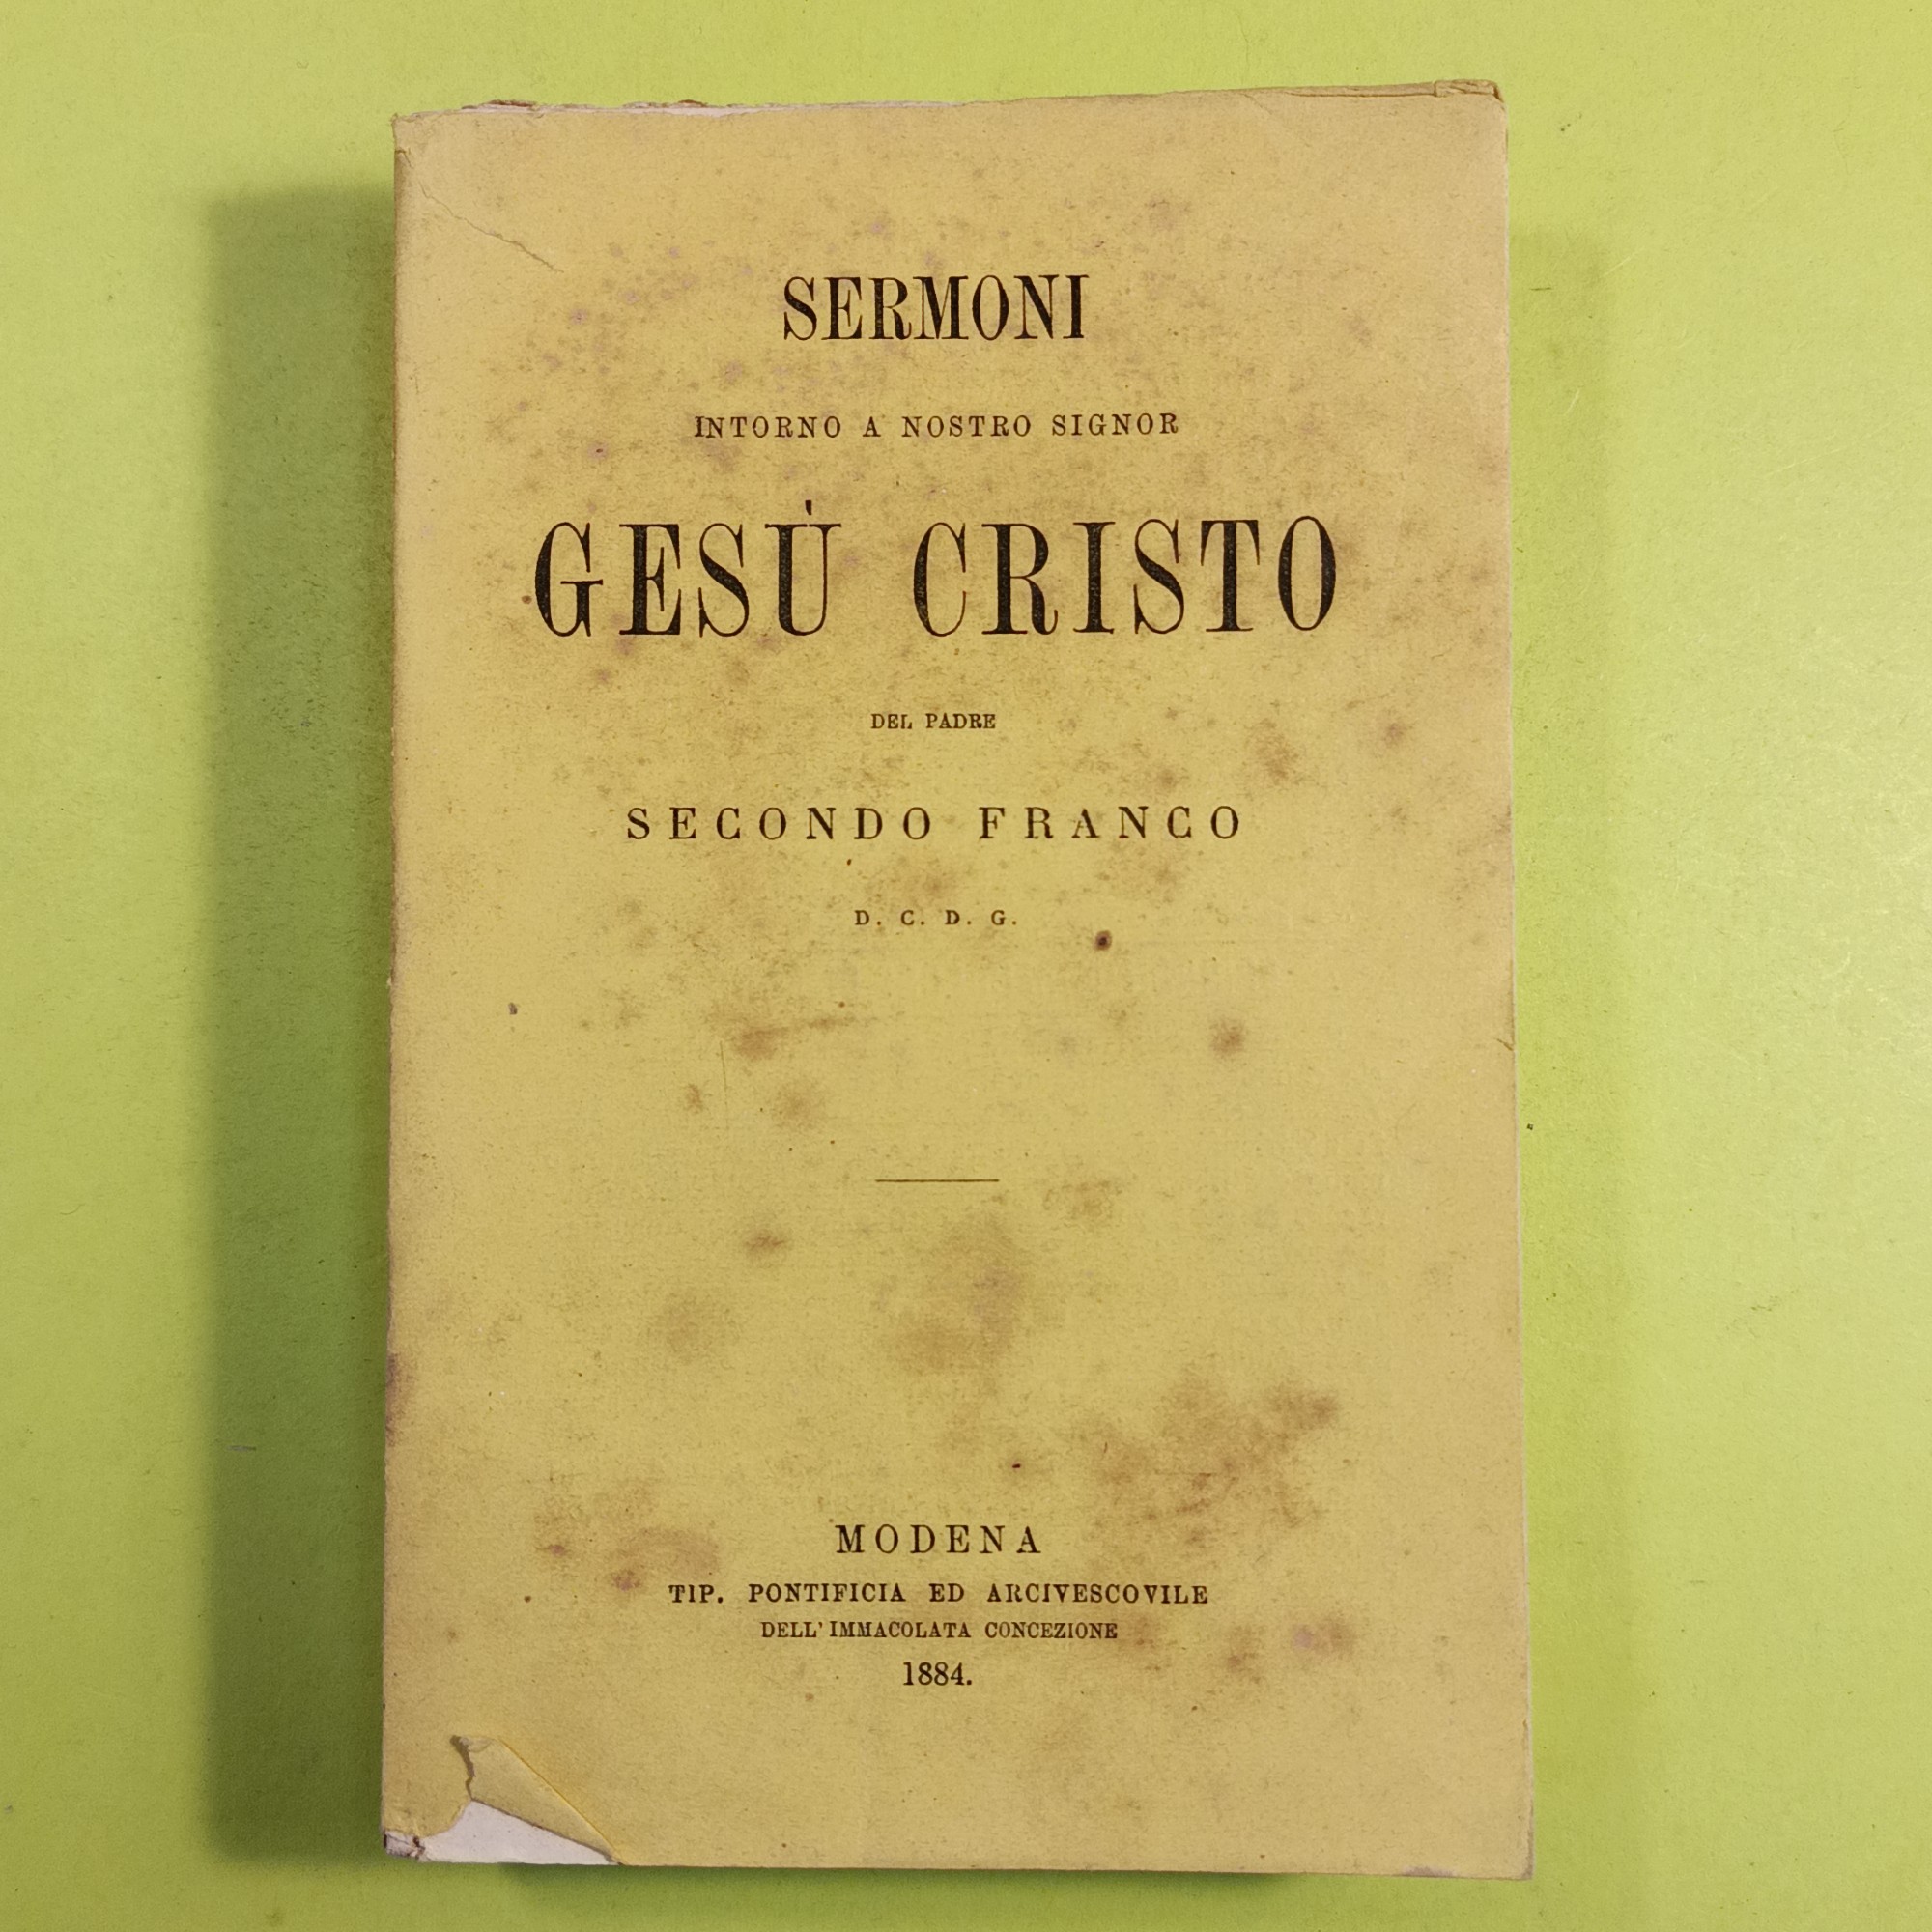 SERMONI
INTORNO A NOSTRO SIGNOR
GESÙ CRISTO
DEL PADRE
SECONDO FRANCO
D. C. D. G.
MODENA
TIP. PONTIFICIA ED ARCIVESCOVILE
DELL' IMMACOLATA CONCEZIONE
1884.